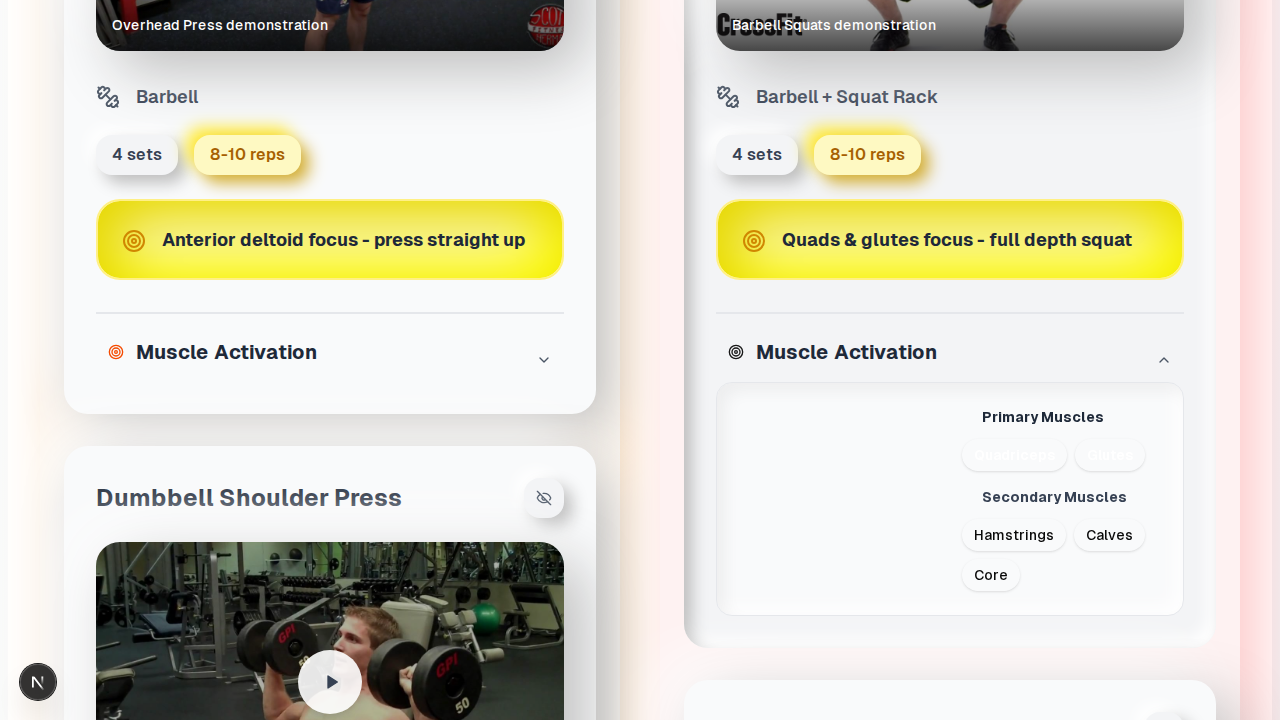 Overhead Press demonstration
Barbell
4 sets
8-10 reps
Anterior deltoid focus - press straight up
Muscle Activation
Dumbbell Shoulder Press
GPI
GPI
50
Barbell Squats demonstration
CrossFit
Barbell + Squat Rack
4 sets
8-10 reps
Quads & glutes focus - full depth squat
Muscle Activation
Primary Muscles
Quadriceps
Glutes
Secondary Muscles
Hamstrings
Calves
Core
N